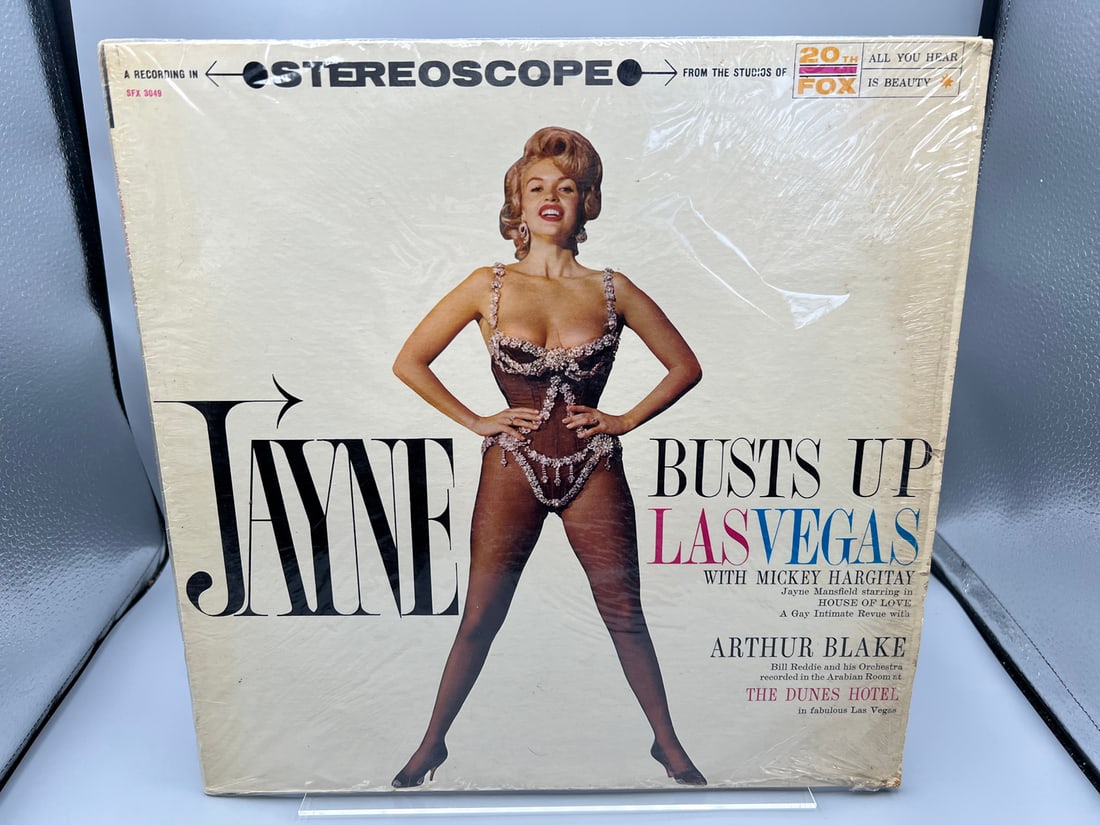 A RECORDING IN STEREOSCOPE FROM THE STUDIOS OF
20TH FOX
ALL YOU HEAR
IS BEAUTY
SFX 3049
JAYNE
BUSTS UP
LAS VEGAS
WITH MICKEY HARGITAY
Jayne Mansfield starring in
HOUSE OF LOVE
A Gay Intimate Revue with
ARTHUR BLAKE
Bill Reddie and his Orchestra
recorded in the Arabian Room at
THE DUNES HOTEL
in fabulous Las Vegas